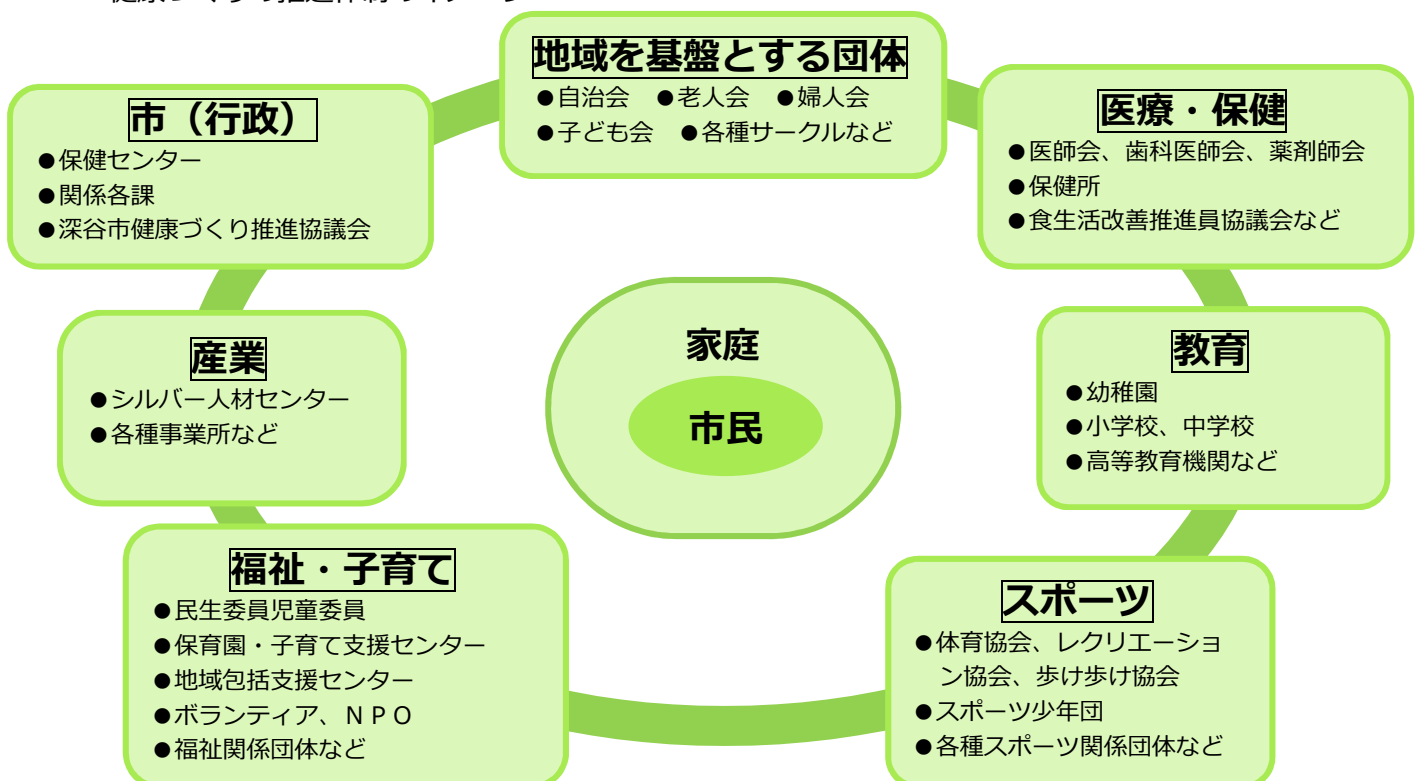 地域を基盤とする団体
●自治会 ●老人会 ●婦人会
●子ども会 ●各種サークルなど
市（行政）
●保健センター
●関係各課
●深谷市健康づくり推進協議会
医療・保健
●医師会、歯科医師会、薬剤師会
●保健所
●食生活改善推進員協議会など
産業
●シルバー人材センター
●各種事業所など
家庭
市民
教育
●幼稚園
●小学校、中学校
●高等教育機関など
福祉・子育て
●民生委員児童委員
●保育園・子育て支援センター
●地域包括支援センター
●ボランティア、ＮＰＯ
●福祉関係団体など
スポーツ
●体育協会、レクリエーショ
ン協会、歩け歩け協会
●スポーツ少年団
●各種スポーツ関係団体など